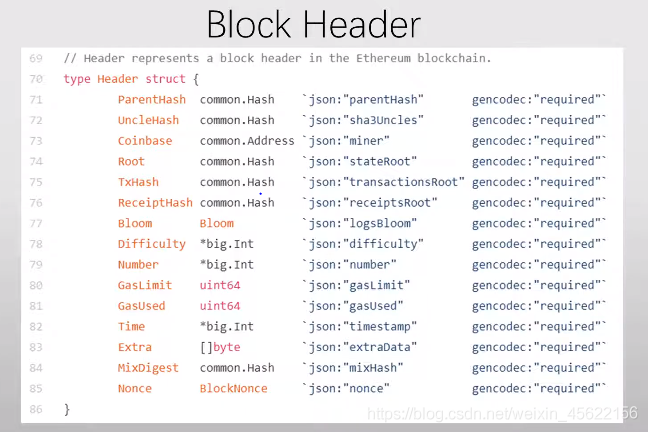 Block Header
69 // Header represents a block header in the Ethereum blockchain.
70 type Header struct {
71 ParentHash common.Hash `json:"parentHash" gencodec:"required"`
72 UncleHash common.Hash `json:"sha3Uncles" gencodec:"required"`
73 Coinbase common.Address `json:"miner" gencodec:"required"`
74 Root common.Hash `json:"stateRoot" gencodec:"required"`
75 TxHash common.Hash `json:"transactionsRoot" gencodec:"required"`
76 ReceiptHash common.Hash `json:"receiptsRoot" gencodec:"required"`
77 Bloom Bloom `json:"logsBloom" gencodec:"required"`
78 Difficulty *big.Int `json:"difficulty" gencodec:"required"`
79 Number *big.Int `json:"number" gencodec:"required"`
80 GasLimit uint64 `json:"gasLimit" gencodec:"required"`
81 GasUsed uint64 `json:"gasUsed" gencodec:"required"`
82 Time *big.Int `json:"timestamp" gencodec:"required"`
83 Extra []byte `json:"extraData" gencodec:"required"`
84 MixDigest common.Hash `json:"mixHash" gencodec:"required"`
85 Nonce BlockNonce `json:"nonce" gencodec:"required"`
86 }
https://blog.csdn.net/weixin_45622156